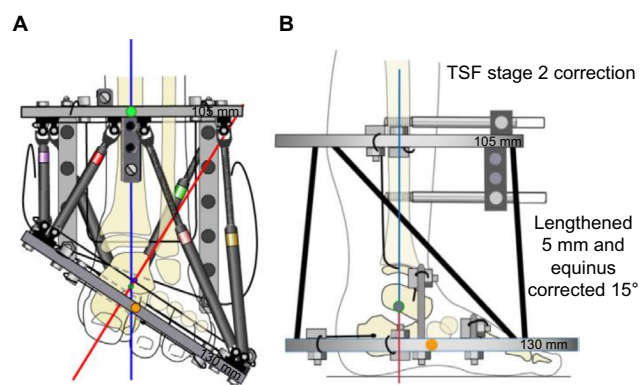 A
105 mm
130 mm
B
TSF stage 2 correction
105 mm
Lengthened
5 mm and
equinus
corrected 15°
130 mm